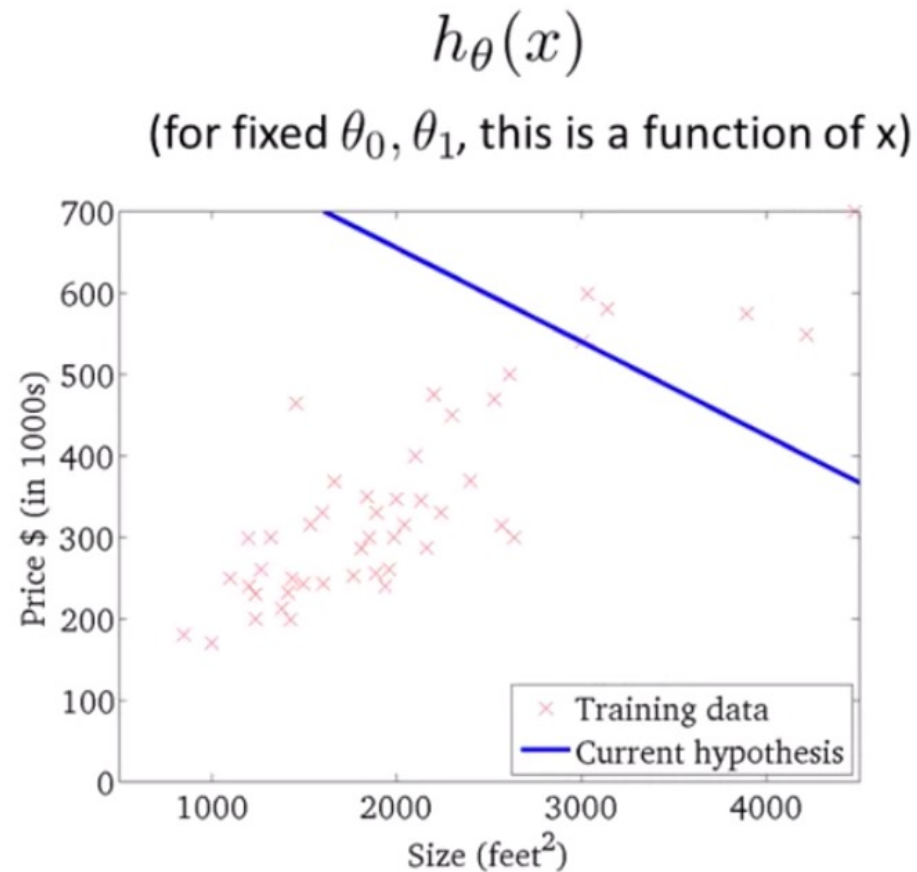 hθ(x)
(for fixed θ0, θ1, this is a function of x)
700
600
500
400
300
200
100
0
Price $ (in 1000s)
Training data
Current hypothesis
1000 2000 3000 4000
Size (feet²)